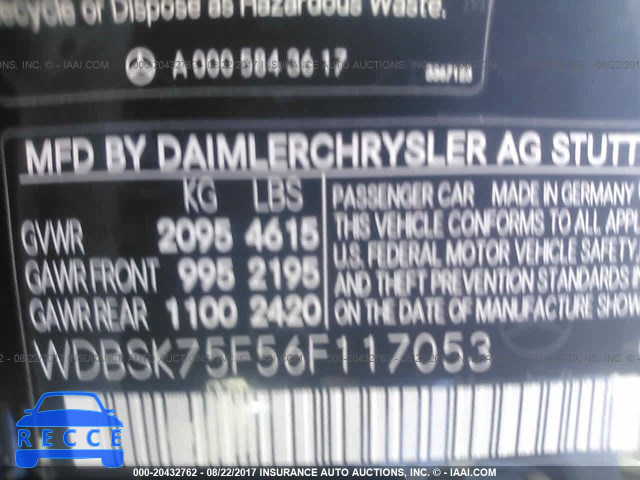 ecycle or Dispose as Hazardous Waste.
A 000 584 36 17
MFD BY DAIMLERCHRYSLER AG STUTT
KG LBS
GVWR 2095 4615
GAWR FRONT 995 2195
GAWR REAR 1100 2420
PASSENGER CAR MADE IN GERMANY
THIS VEHICLE CONFORMS TO ALL APPL
U.S. FEDERAL MOTOR VEHICLE SAFETY,
AND THEFT PREVENTION STANDARDS
ON THE DATE OF MANUFACTURE SHOW
WDBSK75F56F117053
RECCE
000-20432762 - 08/22/2017 INSURANCE AUTO AUCTIONS INC. - © IAAI.COM